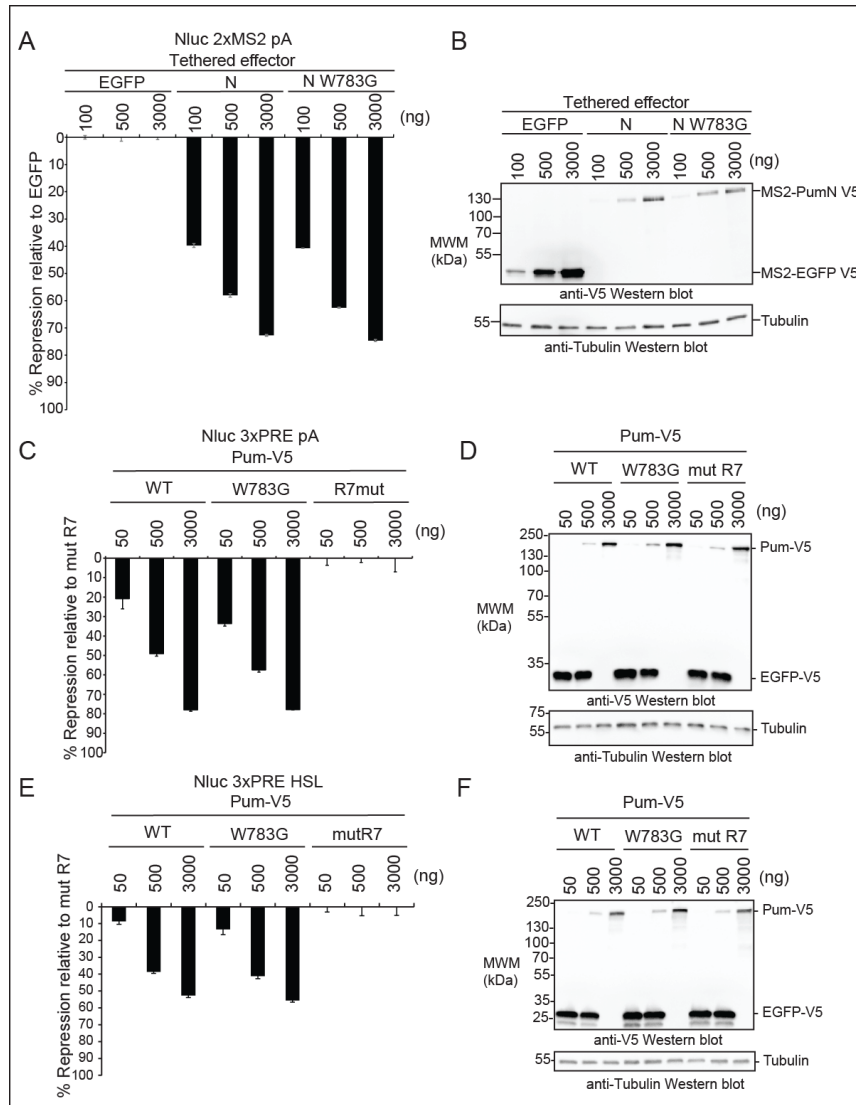 A
Nluc 2xMS2 pA
Tethered effector
EGFP N N W783G
100 500 3000 100 500 3000 100 500 3000 (ng)
0
10
20
30
40
50
60
70
80
90
100
% Repression relative to EGFP
B
Tethered effector
EGFP N N W783G
100 500 3000 100 500 3000 100 500 3000 (ng)
130
100
70
55
MWM
(kDa)
MS2-PumN V5
MS2-EGFP V5
anti-V5 Western blot
55
Tubulin
anti-Tubulin Western blot
C
Nluc 3xPRE pA
Pum-V5
WT W783G R7mut
50 500 3000 50 500 3000 50 500 3000 (ng)
0
10
20
30
40
50
60
70
80
90
100
% Repression relative to mut R7
D
Pum-V5
WT W783G mut R7
50 500 3000 50 500 3000 50 500 3000 (ng)
250
130
100
70
55
35
MWM
(kDa)
Pum-V5
EGFP-V5
anti-V5 Western blot
75
55
Tubulin
anti-Tubulin Western blot
E
Nluc 3xPRE HSL
Pum-V5
WT W783G mutR7
50 500 3000 50 500 3000 50 500 3000 (ng)
0
10
20
30
40
50
60
70
80
90
100
% Repression relative to mut R7
F
Pum-V5
WT W783G mut R7
50 500 3000 50 500 3000 50 500 3000 (ng)
250
130
100
70
55
35
25
MWM
(kDa)
Pum-V5
EGFP-V5
anti-V5 Western blot
55
Tubulin
anti-Tubulin Western blot